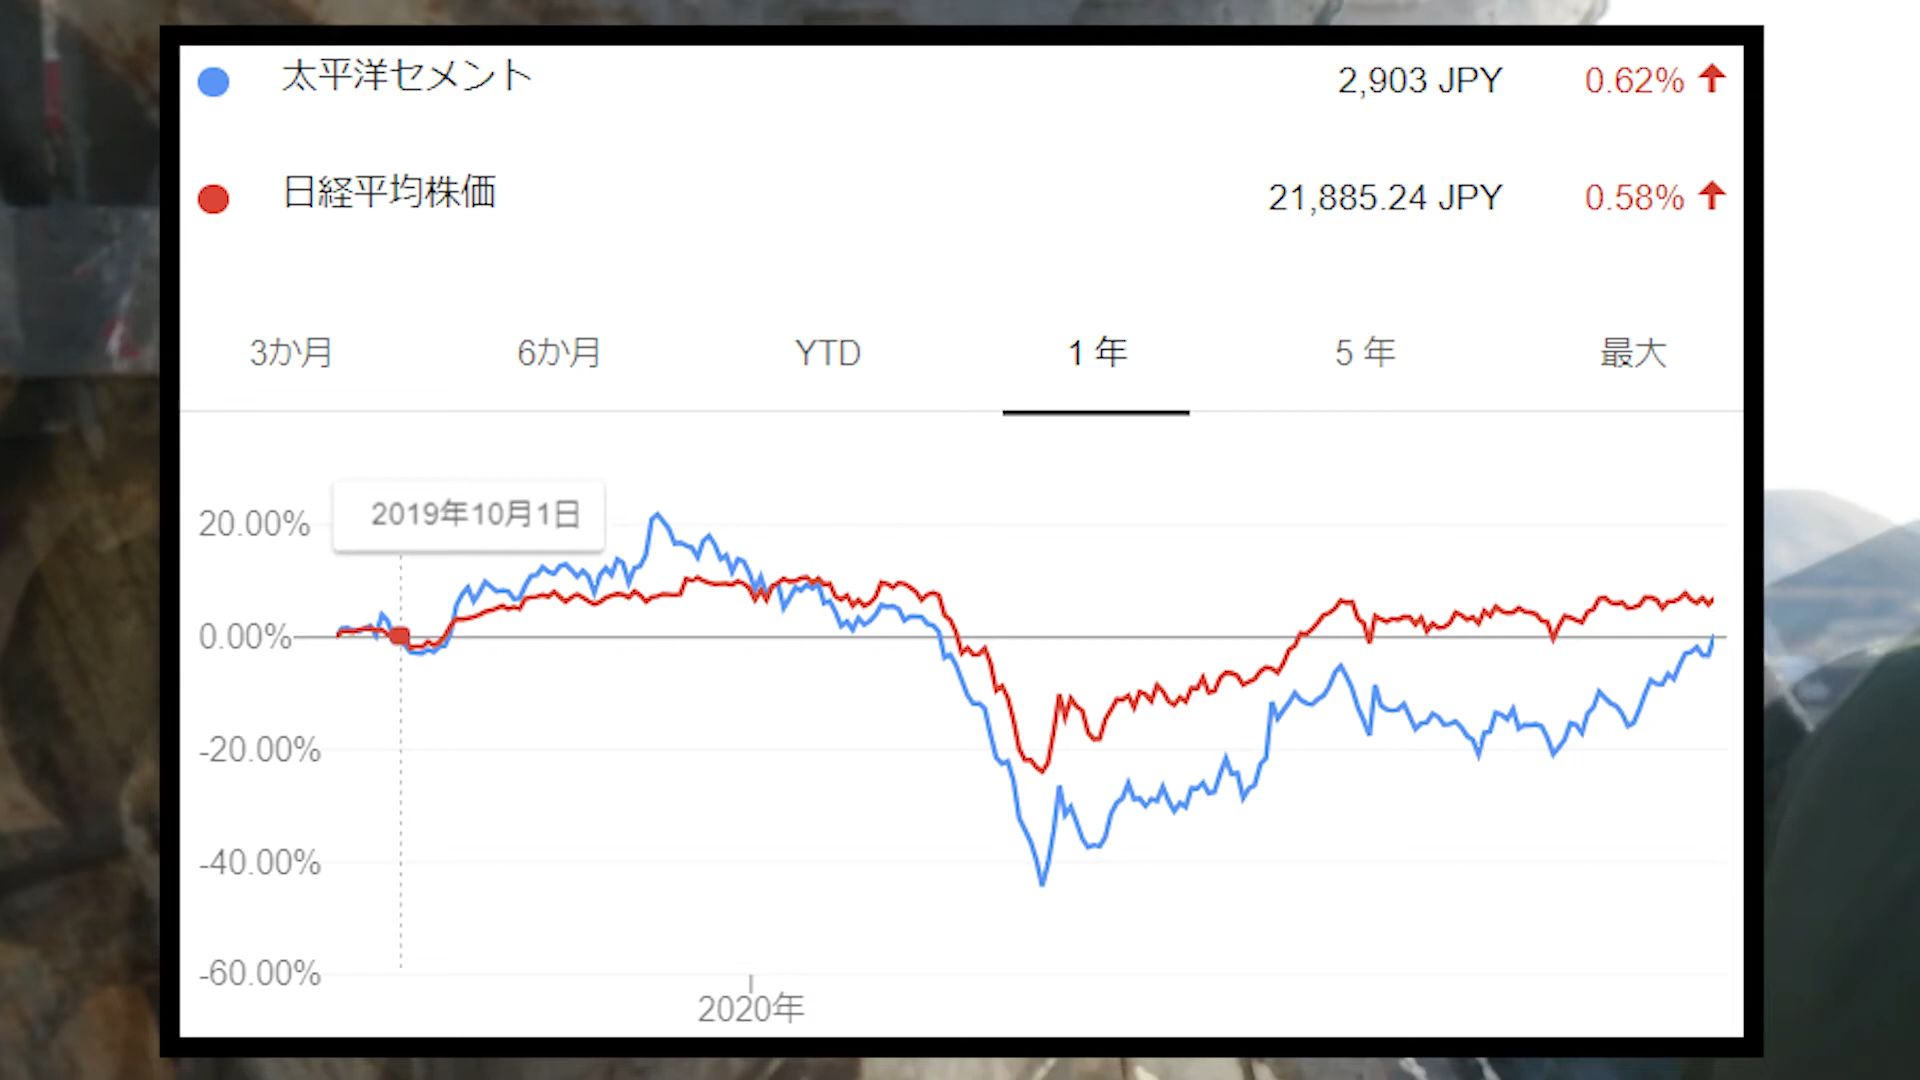 太平洋セメント 2,903 JPY 0.62% ↑
日経平均株価 21,885.24 JPY 0.58% ↑
3か月 6か月 YTD 1 年 5 年 最大
2019年10月1日
20.00%
0.00%
-20.00%
-40.00%
-60.00%
2020年